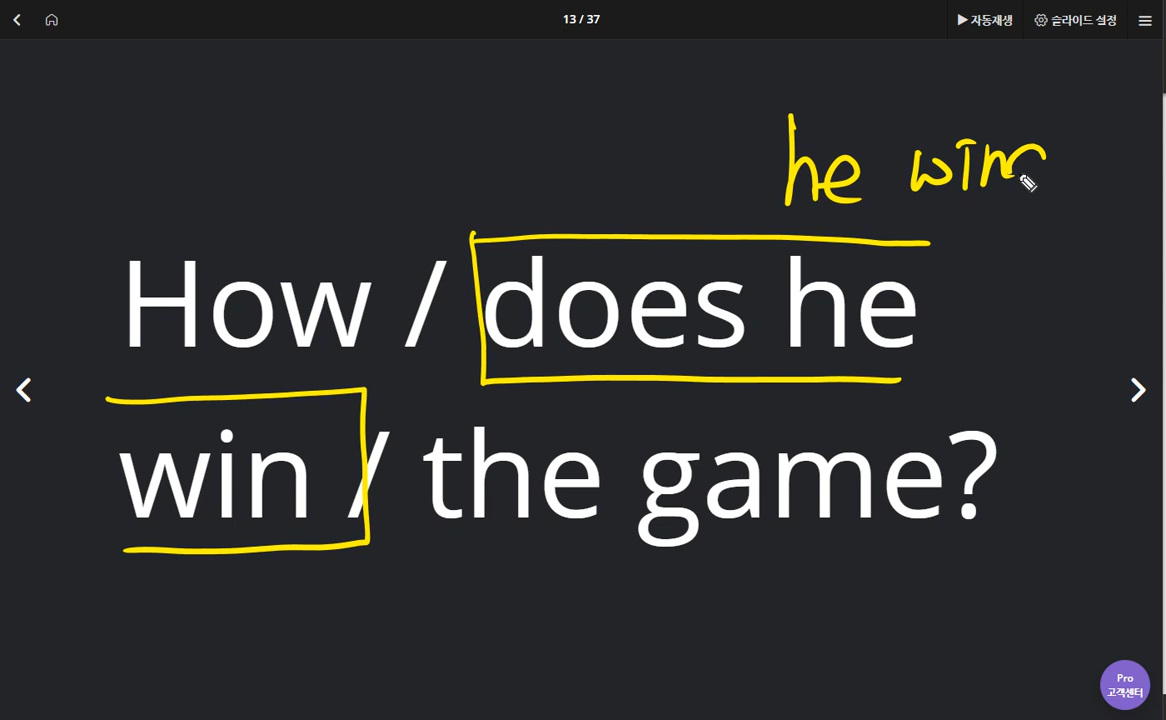 13 / 37
자동재생
슬라이드 설정
he win
How / does he
win / the game?
Pro
고객센터